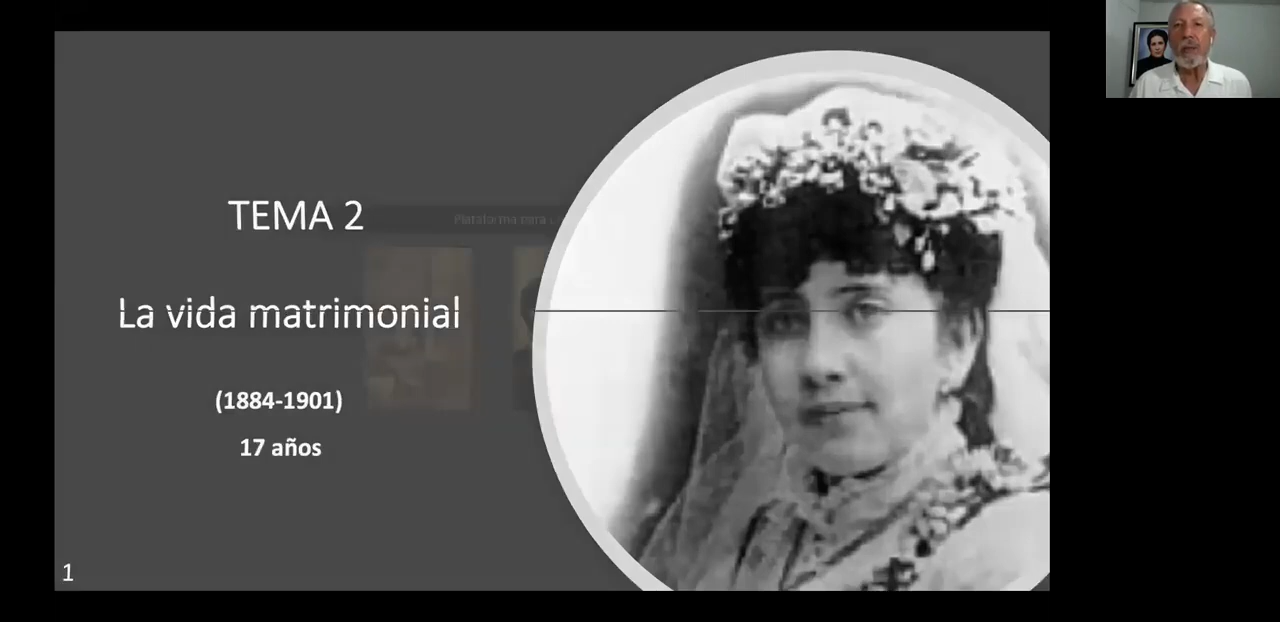 TEMA 2
La vida matrimonial
(1884-1901)
17 años
1